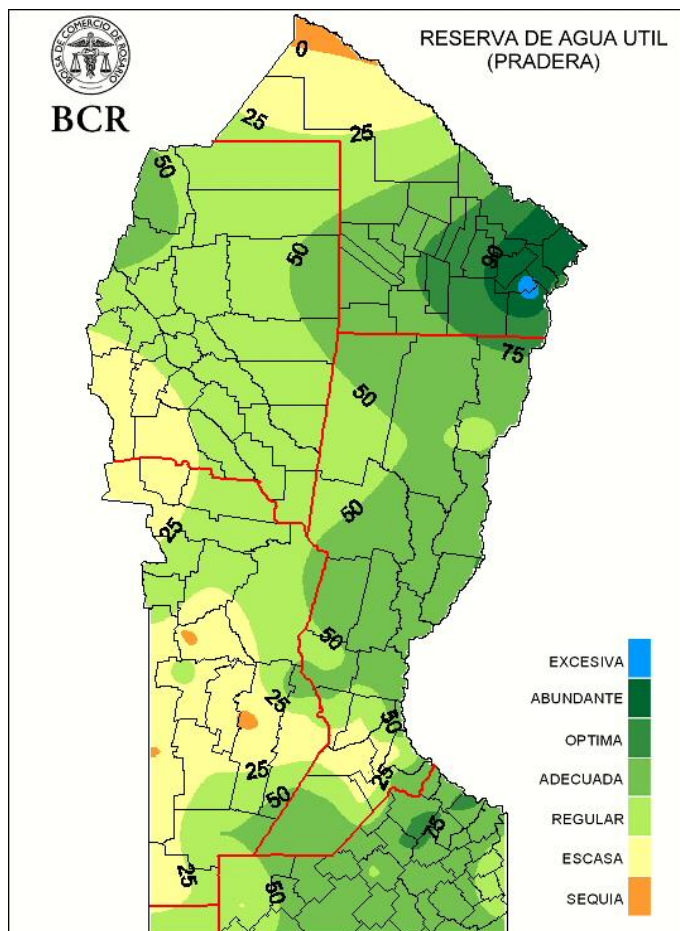 BOLSA DE COMERCIO DE ROSARIO
BCR
RESERVA DE AGUA UTIL
(PRADERA)
0
25
25
50
50
90
75
50
50
25
50
25
50
25
25
50
75
25
50
EXCESIVA
ABUNDANTE
OPTIMA
ADECUADA
REGULAR
ESCASA
SEQUIA